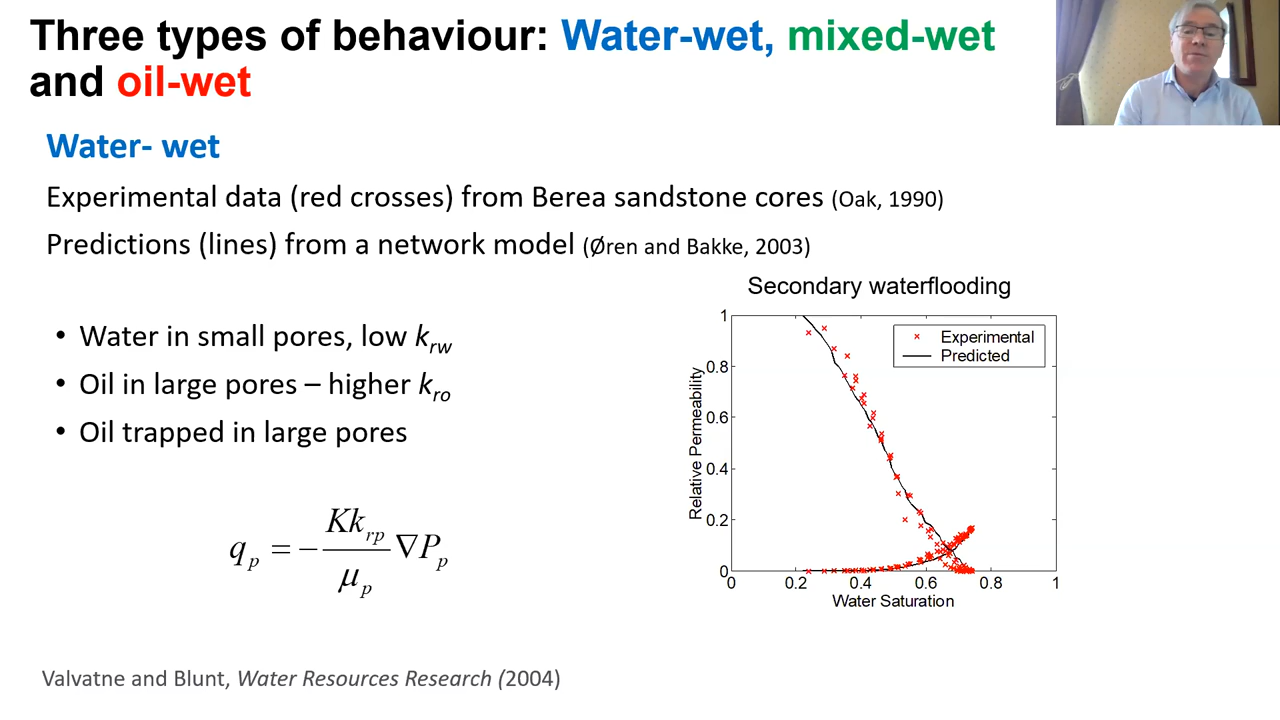 Three types of behaviour: Water-wet, mixed-wet
and oil-wet
Water- wet
Experimental data (red crosses) from Berea sandstone cores (Oak, 1990)
Predictions (lines) from a network model (Øren and Bakke, 2003)
• Water in small pores, low k_rw
• Oil in large pores – higher k_ro
• Oil trapped in large pores
q_p = − Kk_rp / μ_p ∇P_p
Secondary waterflooding
Experimental
Predicted
Relative Permeability
1
0.8
0.6
0.4
0.2
0
0 0.2 0.4 0.6 0.8 1
Water Saturation
Valvatne and Blunt, Water Resources Research (2004)